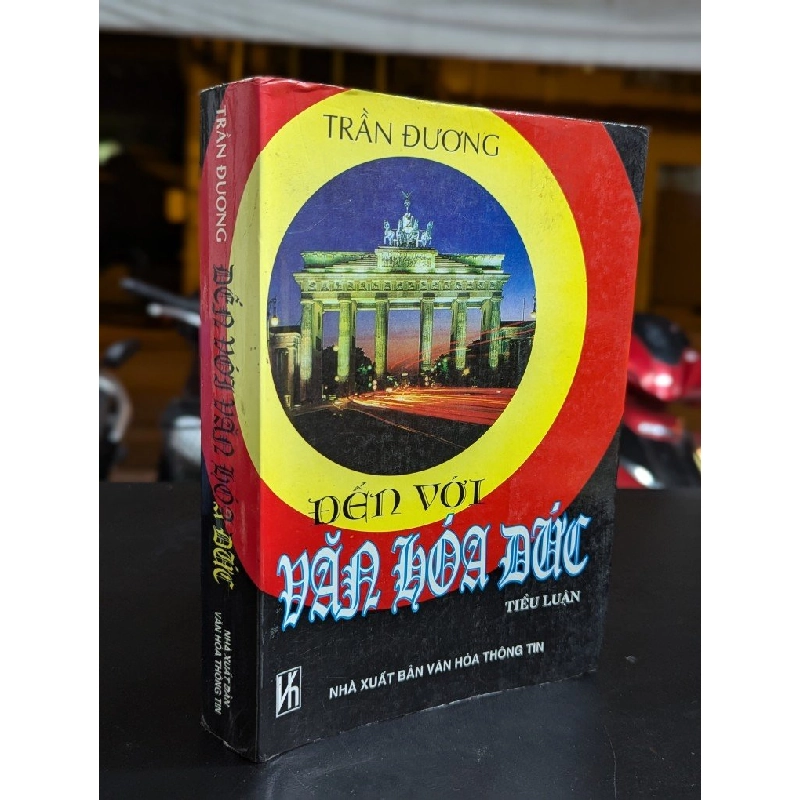 TRẦN ĐƯƠNG
ĐẾN VỚI
VĂN HÓA ĐỨC
TIỂU LUẬN
NHÀ XUẤT BẢN VĂN HÓA THÔNG TIN
Vh
TRẦN ĐƯƠNG
ĐẾN VỚI VĂN HÓA ĐỨC
NHÀ XUẤT BẢN
VĂN HÓA THÔNG TIN